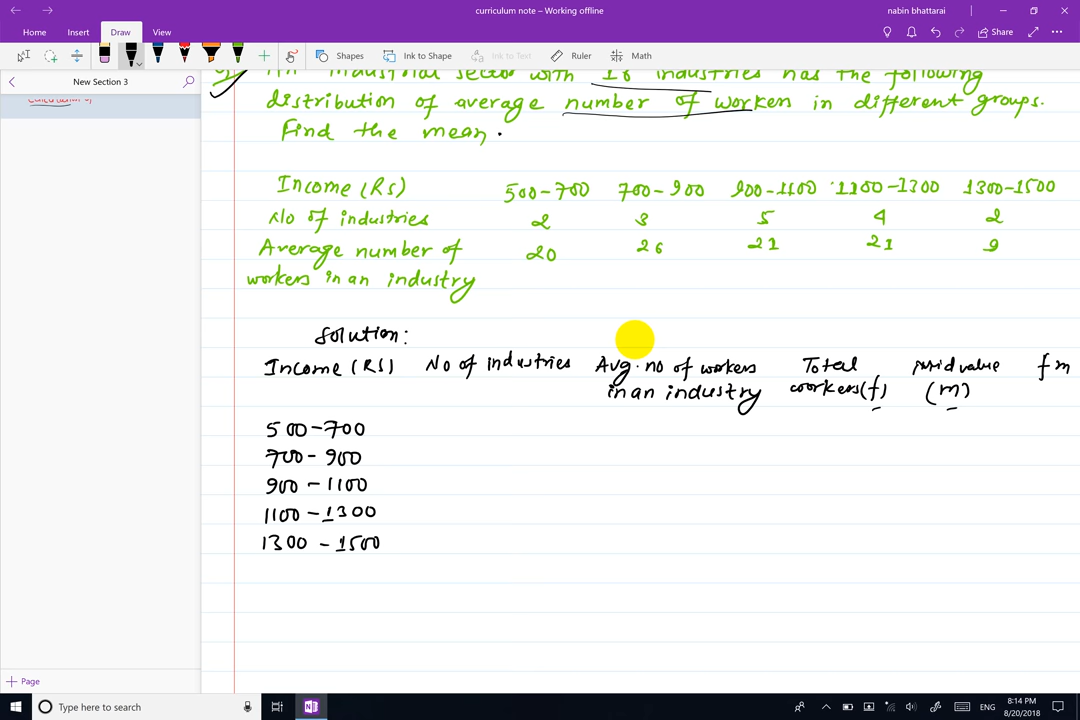 curriculum note – Working offline
nabin bhattarai
Home Insert Draw View
Share
Shapes Ink to Shape Ink to Text Ruler Math
New Section 3
industrial sector with 16 industries has the following
distribution of average number of workers in different groups.
Find the mean.
Income (Rs) 500-700 700-900 900-1100 1100-1300 1300-1500
No of industries 2 3 5 4 2
Average number of 20 26 21 21 9
workers in an industry
Solution:
Income (RS) No of industries Avg. no of workers Total midvalue fm
in an industry workers (f) (m)
500-700
700-900
900-1100
1100-1300
1300-1500
+ Page
Type here to search
ENG
8:14 PM
8/20/2018